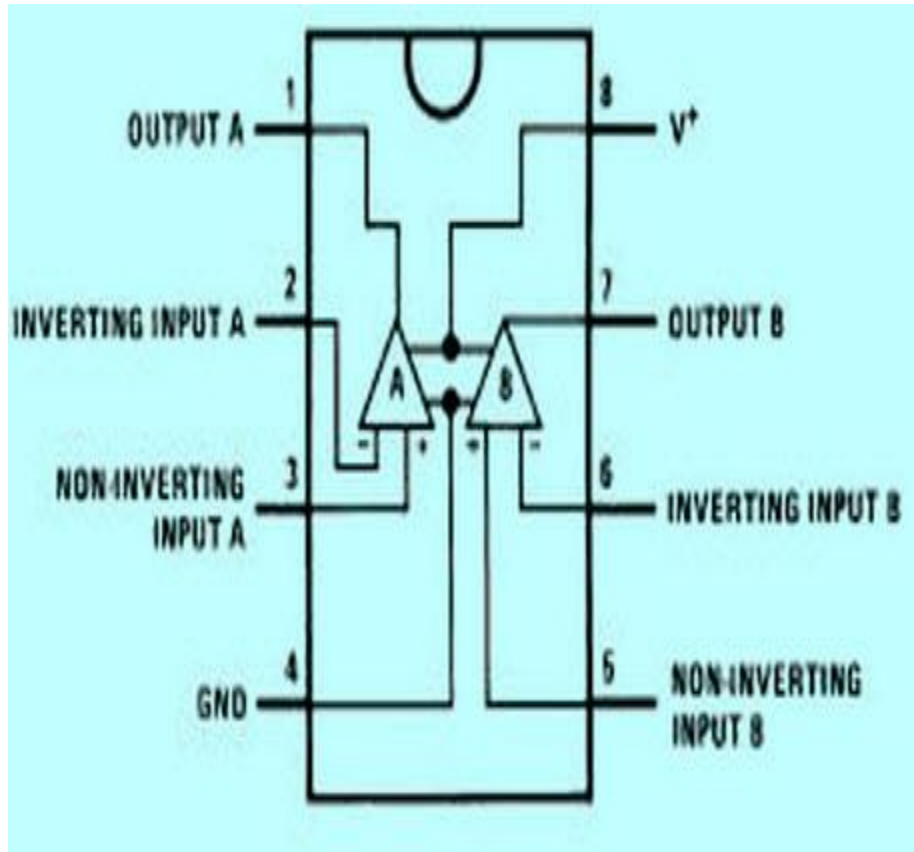 1
8
OUTPUT A
V+
2
7
INVERTING INPUT A
OUTPUT B
A
B
-
+
+
-
3
6
NON-INVERTING
INPUT A
INVERTING INPUT B
4
5
GND
NON-INVERTING
INPUT B